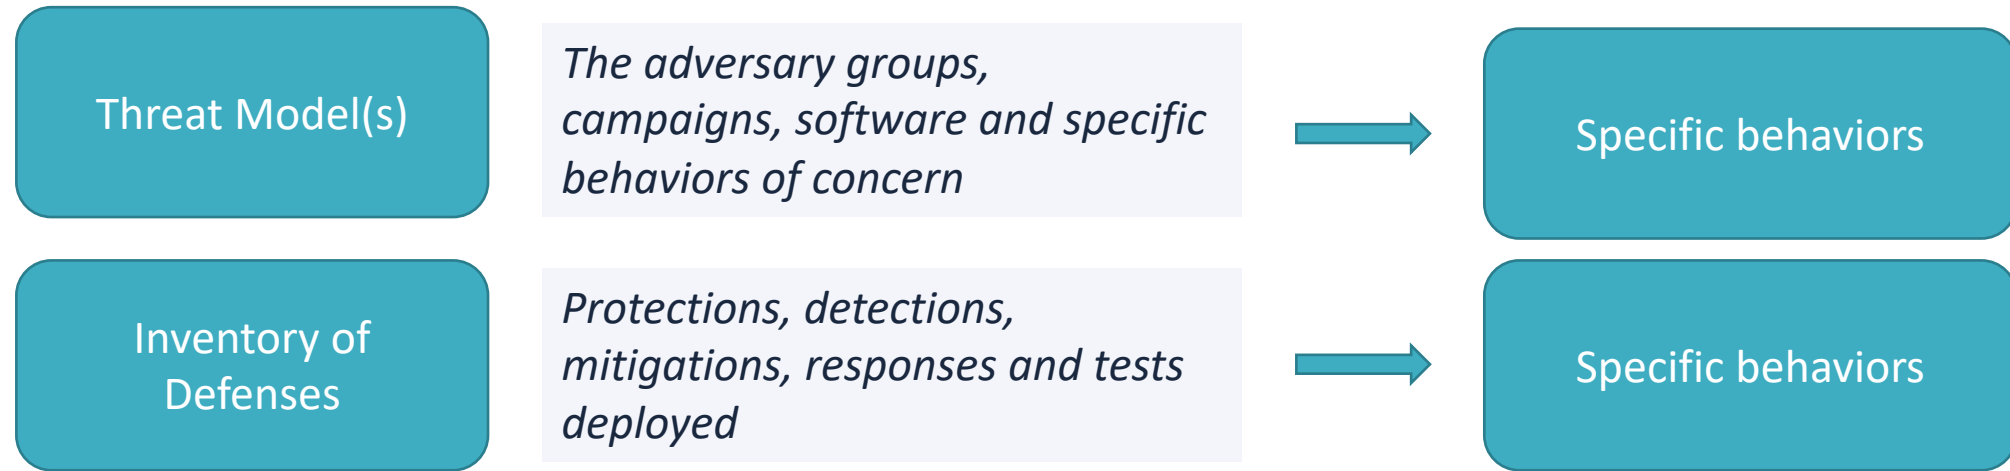 Threat Model(s)
The adversary groups,
campaigns, software and specific
behaviors of concern
Specific behaviors
Inventory of
Defenses
Protections, detections,
mitigations, responses and tests
deployed
Specific behaviors